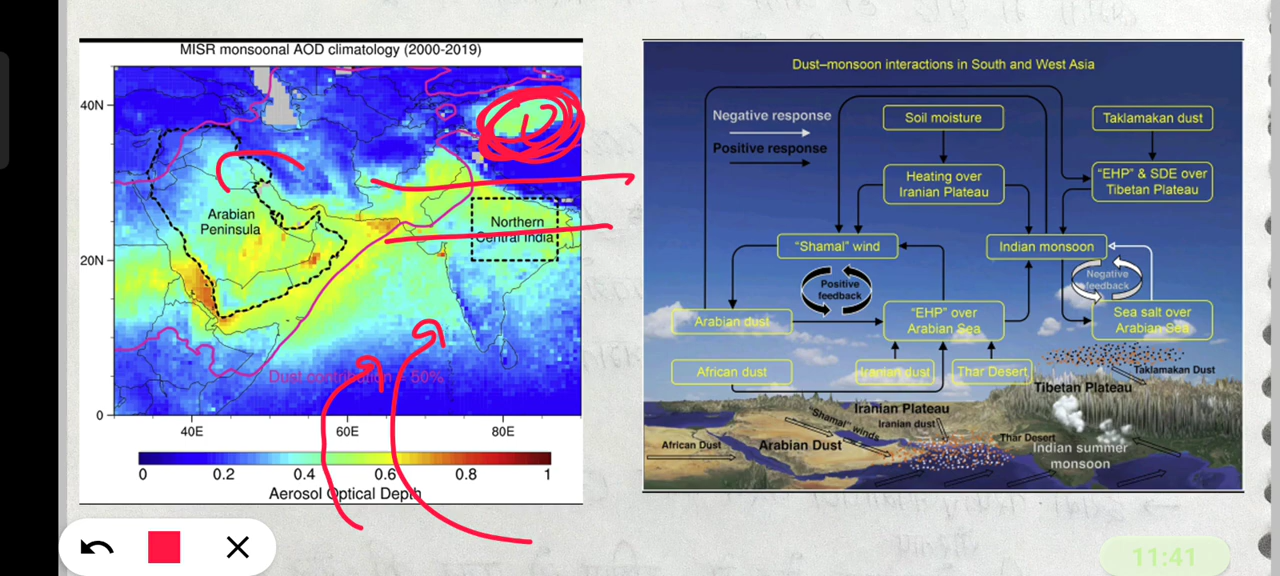 MISR monsoonal AOD climatology (2000-2019)
40N
20N
0
40E
60E
80E
Arabian
Peninsula
Northern
Central India
Dust contribution
50%
0
0.2
0.4
0.6
0.8
1
Aerosol Optical Depth
Dust–monsoon interactions in South and West Asia
Negative response
Positive response
Soil moisture
Taklamakan dust
Heating over
Iranian Plateau
"EHP" & SDE over
Tibetan Plateau
"Shamal" wind
Indian monsoon
Positive
feedback
Negative
feedback
Arabian dust
"EHP" over
Arabian Sea
Sea salt over
Arabian Sea
African dust
Iranian dust
Thar Desert
Taklamakan Dust
Tibetan Plateau
Iranian Plateau
"Shamal" winds
Iranian dust
African Dust
Arabian Dust
Thar Desert
Indian summer
monsoon
11:41